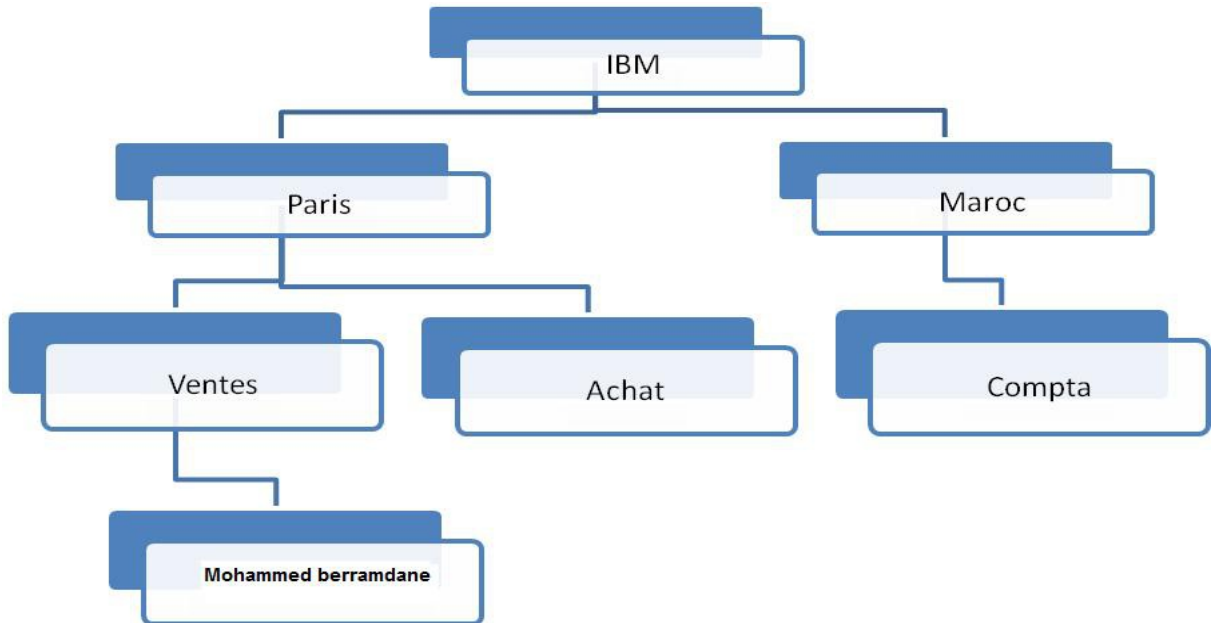 IBM
Paris
Maroc
Ventes
Achat
Compta
Mohammed berramdane